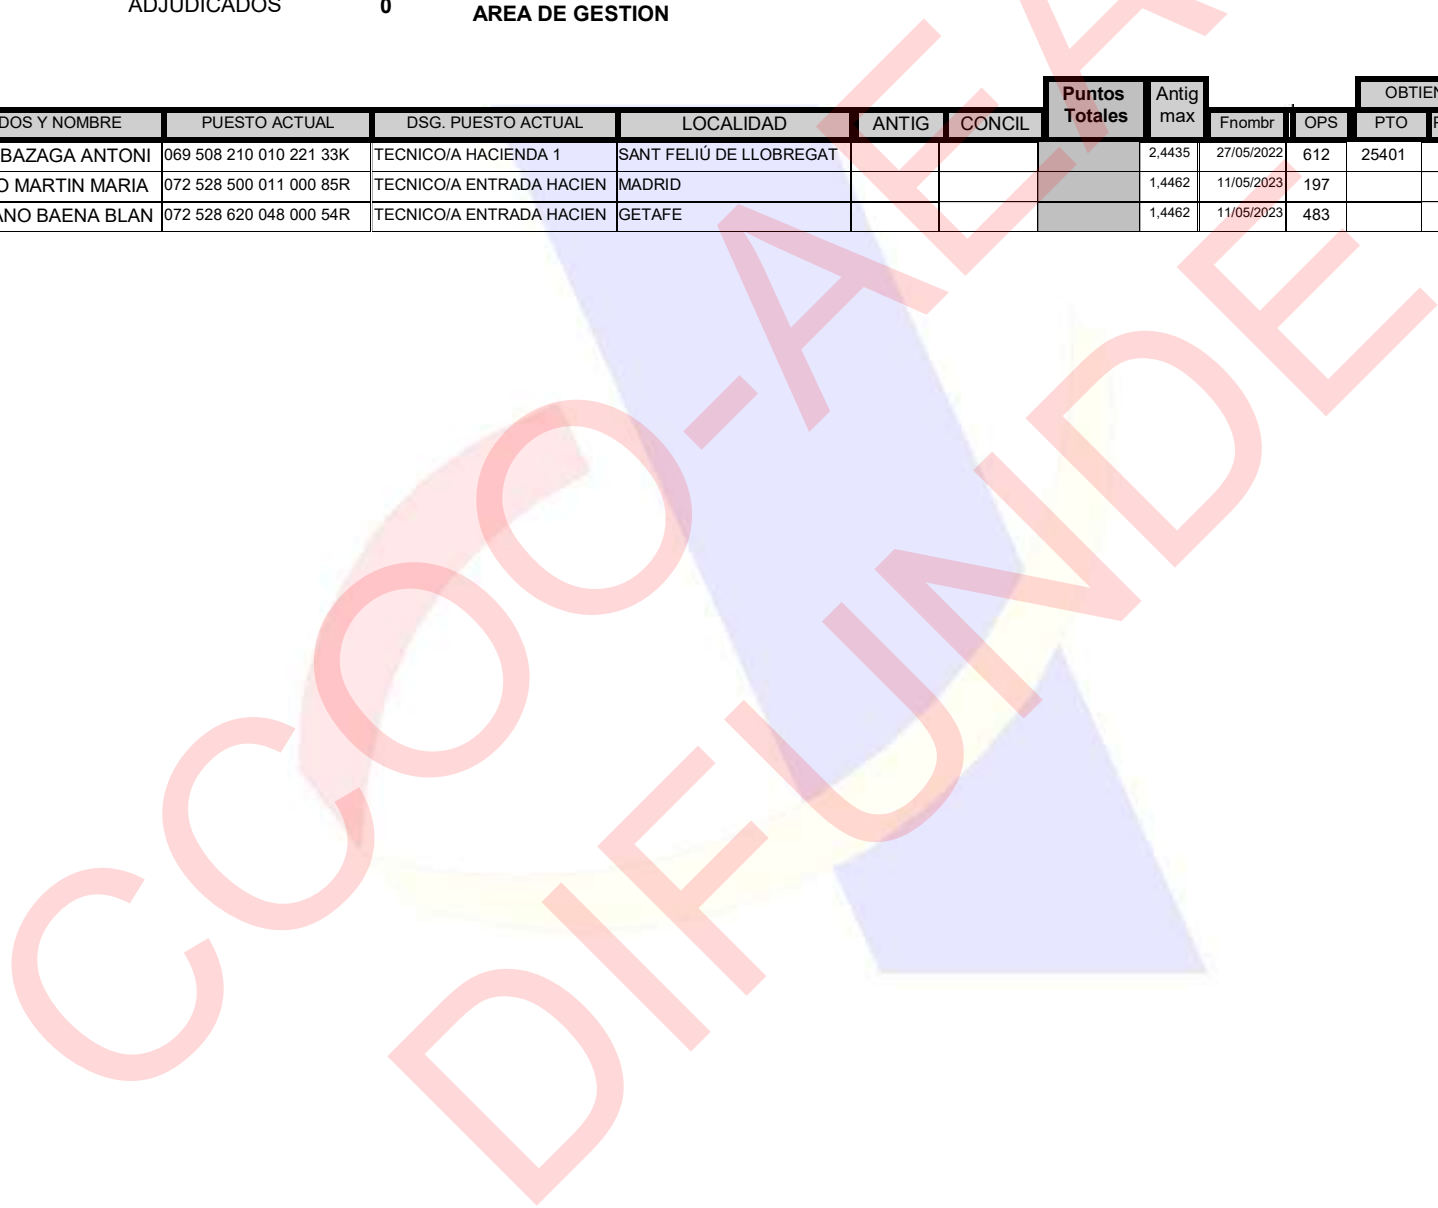 ADJUDICADOS 0 AREA DE GESTION
Puntos Totales Antig max OBTIEN
DOS Y NOMBRE PUESTO ACTUAL DSG. PUESTO ACTUAL LOCALIDAD ANTIG CONCIL Fnombr OPS PTO
BAZAGA ANTONI 069 508 210 010 221 33K TECNICO/A HACIENDA 1 SANT FELIÚ DE LLOBREGAT 2,4435 27/05/2022 612 25401
O MARTIN MARIA 072 528 500 011 000 85R TECNICO/A ENTRADA HACIEN MADRID 1,4462 11/05/2023 197
ANO BAENA BLAN 072 528 620 048 000 54R TECNICO/A ENTRADA HACIEN GETAFE 1,4462 11/05/2023 483
CCOO-AEA
DIFUNDE